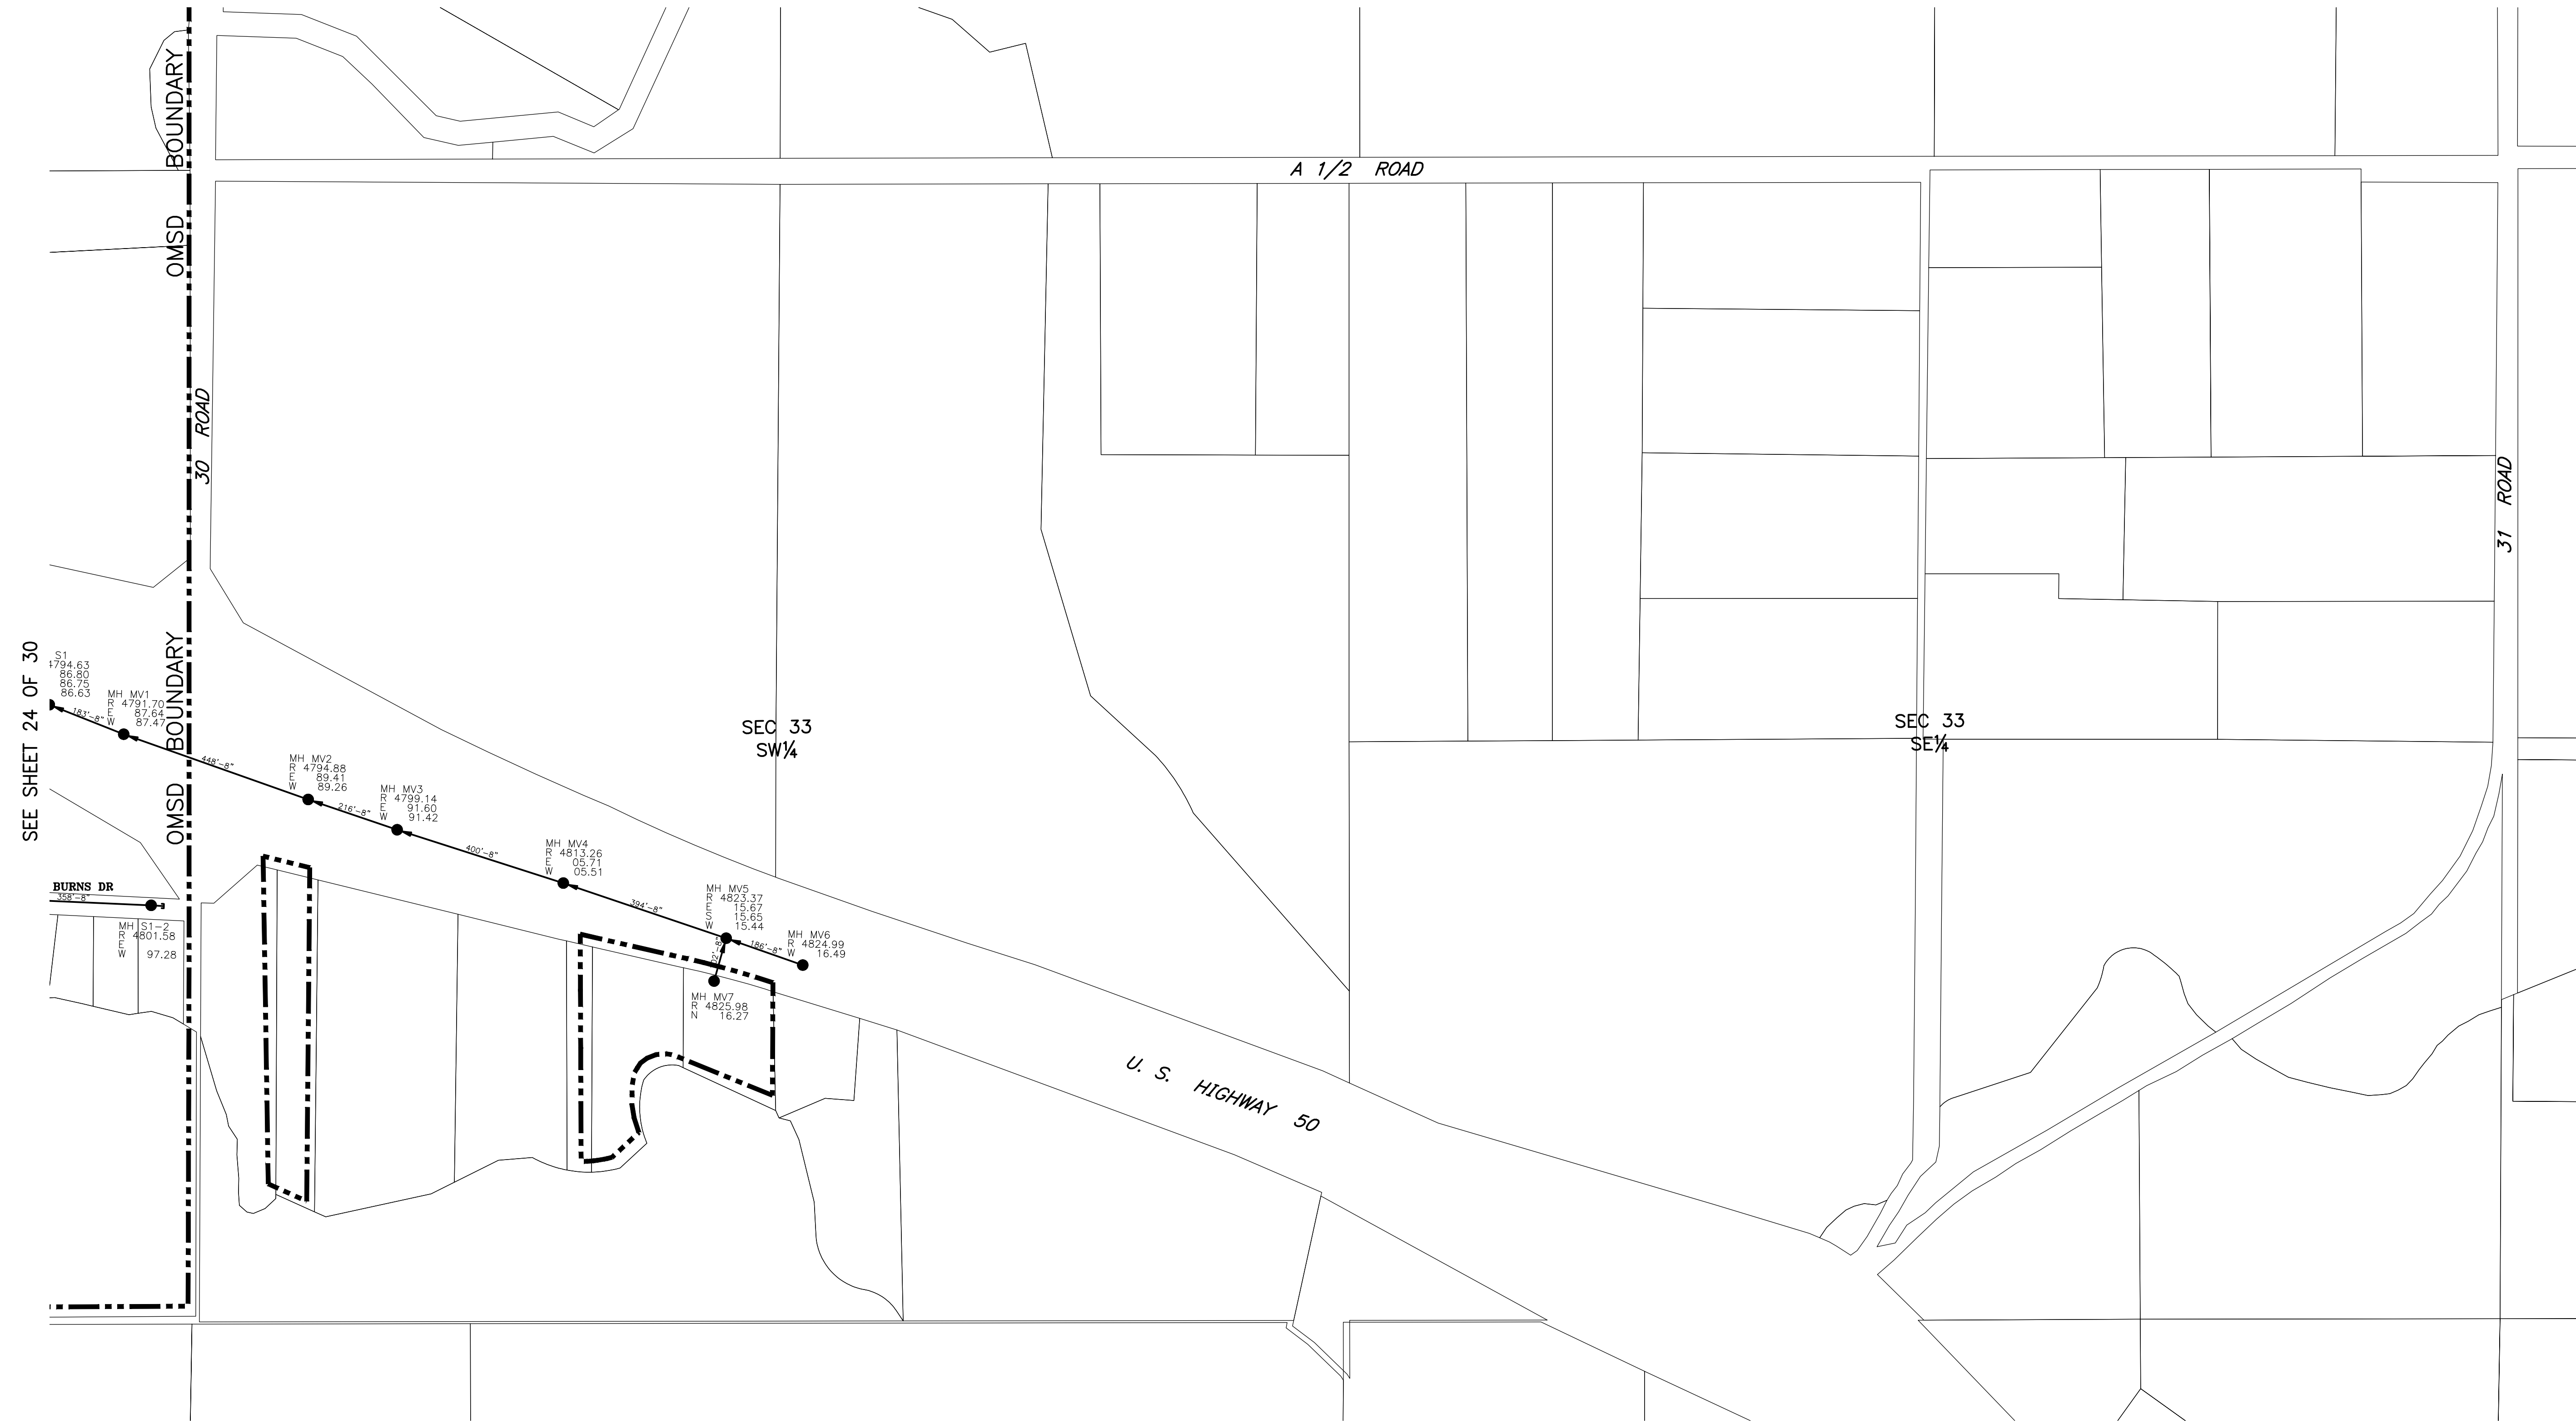 OMSD BOUNDARY
A 1/2 ROAD
30 ROAD
31 ROAD
SEE SHEET 24 OF 30
OMSD BOUNDARY
S1
4794.63
86.80
86.75
86.63
183'-8"
MH MV1
R 4791.70
E 87.64
W 87.47
448'-8"
MH MV2
R 4794.88
E 89.41
W 89.26
216'-8"
MH MV3
R 4799.14
E 91.60
W 91.42
400'-8"
MH MV4
R 4813.26
E 05.71
W 05.51
394'-8"
MH MV5
R 4823.37
E 15.67
S 15.65
W 15.44
186'-8"
MH MV6
R 4824.99
W 16.49
MH MV7
R 4825.98
N 16.27
BURNS DR
358'-8"
MH S1-2
R 4801.58
E
W 97.28
SEC 33
SW¼
SEC 33
SE¼
U. S. HIGHWAY 50